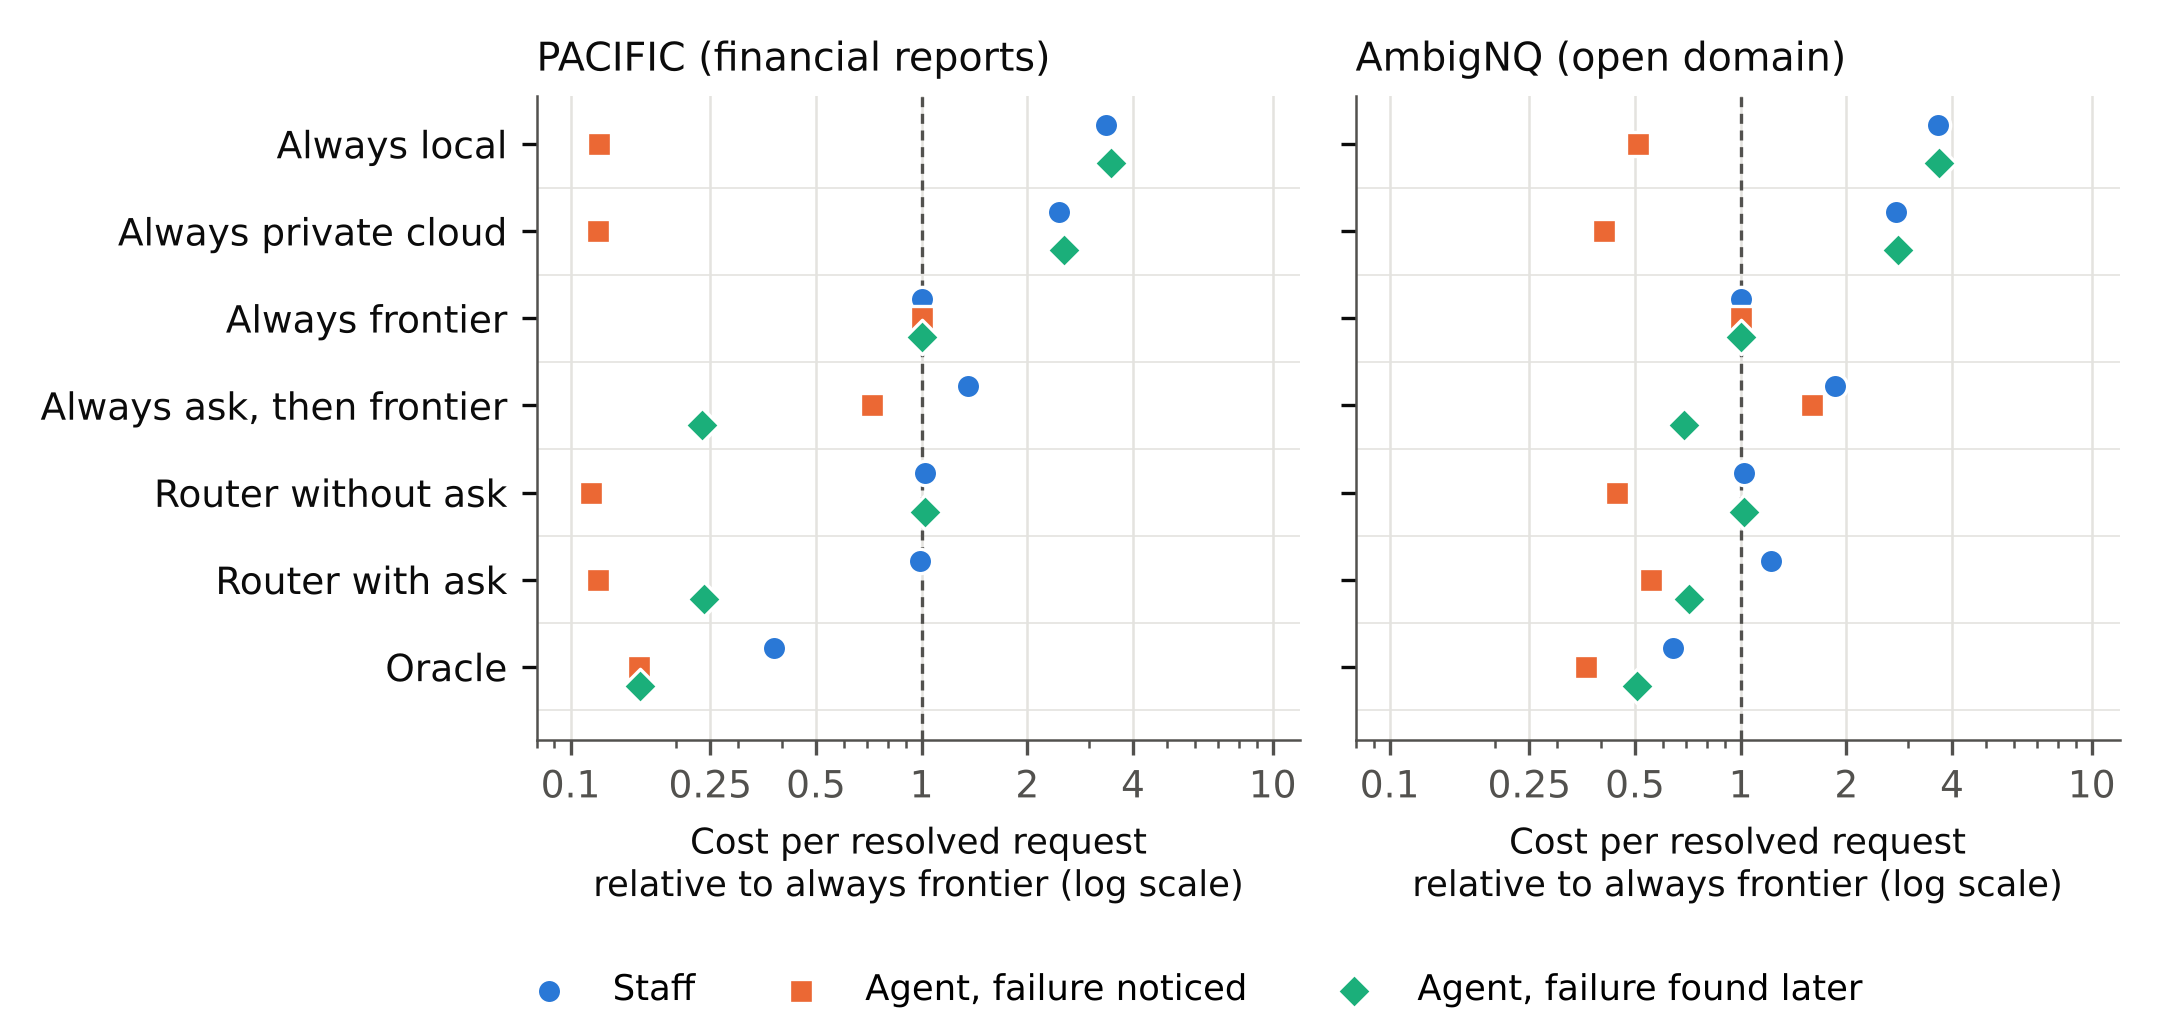 PACIFIC (financial reports)
AmbigNQ (open domain)
Always local
Always private cloud
Always frontier
Always ask, then frontier
Router without ask
Router with ask
Oracle
0.1 0.25 0.5 1 2 4 10
0.1 0.25 0.5 1 2 4 10
Cost per resolved request
relative to always frontier (log scale)
Cost per resolved request
relative to always frontier (log scale)
Staff
Agent, failure noticed
Agent, failure found later